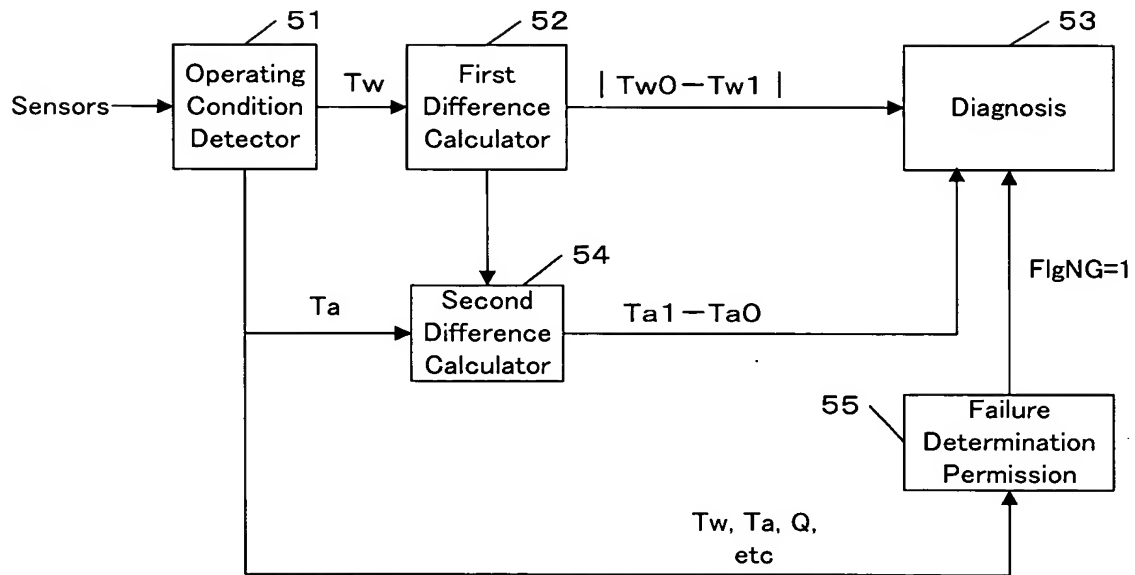 51
52
53
Sensors
Operating
Condition
Detector
Tw
First
Difference
Calculator
| Tw0−Tw1 |
Diagnosis
54
Ta
Second
Difference
Calculator
Ta1−Ta0
FlgNG=1
55
Failure
Determination
Permission
Tw, Ta, Q,
etc